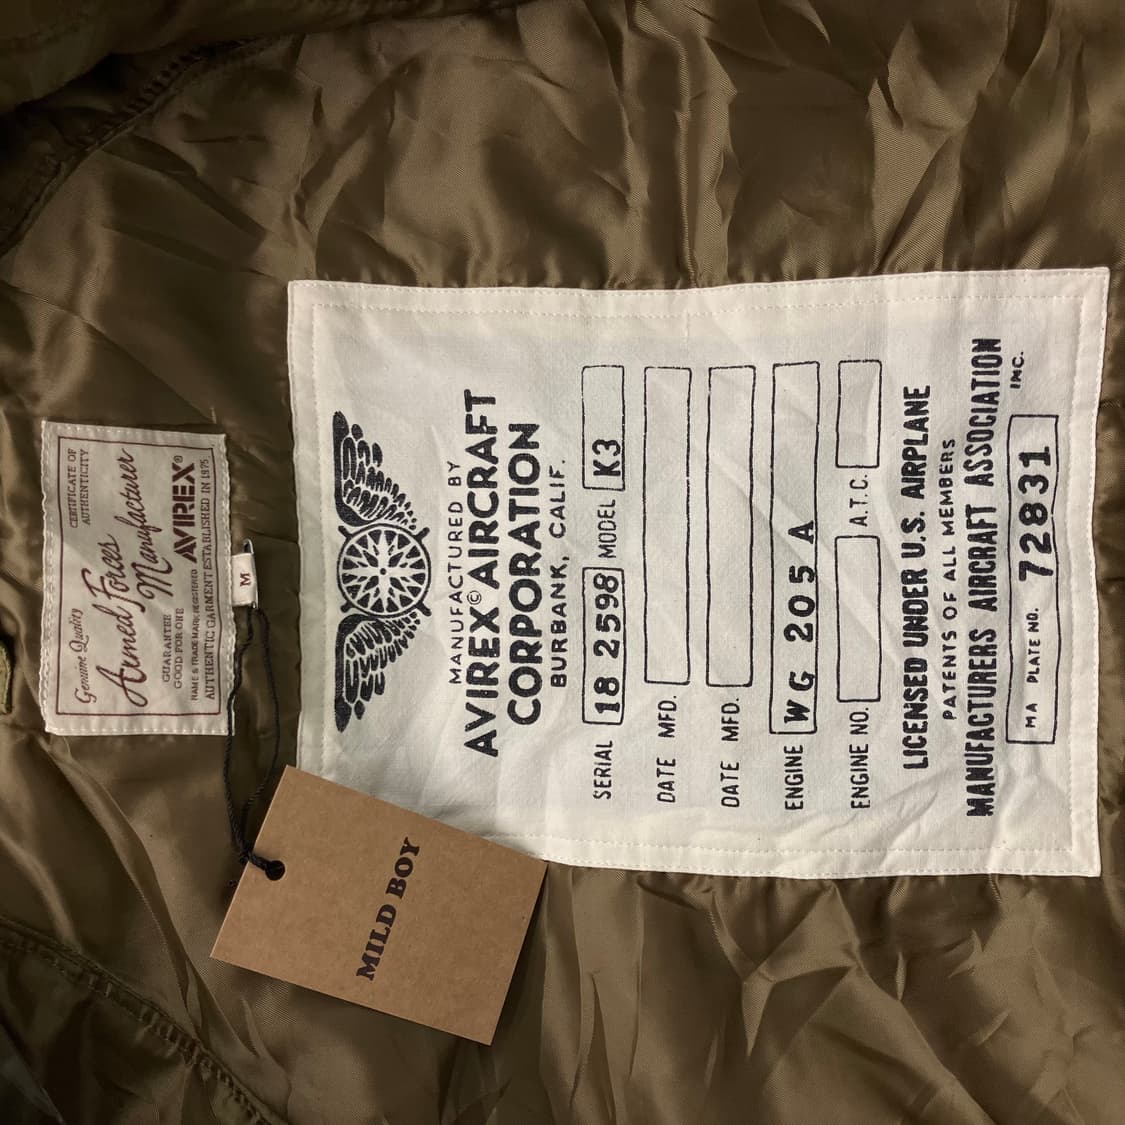 CERTIFICATE OF
AUTHENTICITY
Genuine Quality
Armed Forces
Manufacturer
GUARANTEE
GOOD FOR ONE
AVIREX®
NAME & TRADE MARK REGISTERED
AUTHENTIC GARMENT ESTABLISHED IN 1975
M
MILD BOY
MANUFACTURED BY
AVIREX© AIRCRAFT
CORPORATION
BURBANK, CALIF.
SERIAL 18 2598 MODEL K3
DATE MFD.
DATE MFD.
ENGINE WG 205 A
ENGINE NO. A.T.C.
LICENSED UNDER U.S. AIRPLANE
PATENTS OF ALL MEMBERS
MANUFACTURERS AIRCRAFT ASSOCIATION
INC.
MA PLATE NO. 72831